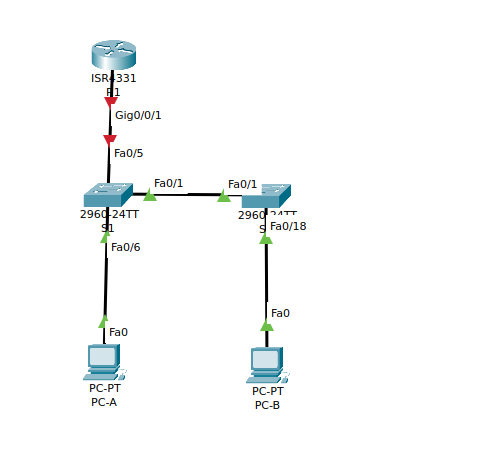 ISR4331
R1
Gig0/0/1
Fa0/5
Fa0/1
Fa0/1
2960-24TT
S1
2960-24TT
S
Fa0/18
Fa0/6
Fa0
Fa0
PC-PT
PC-A
PC-PT
PC-B